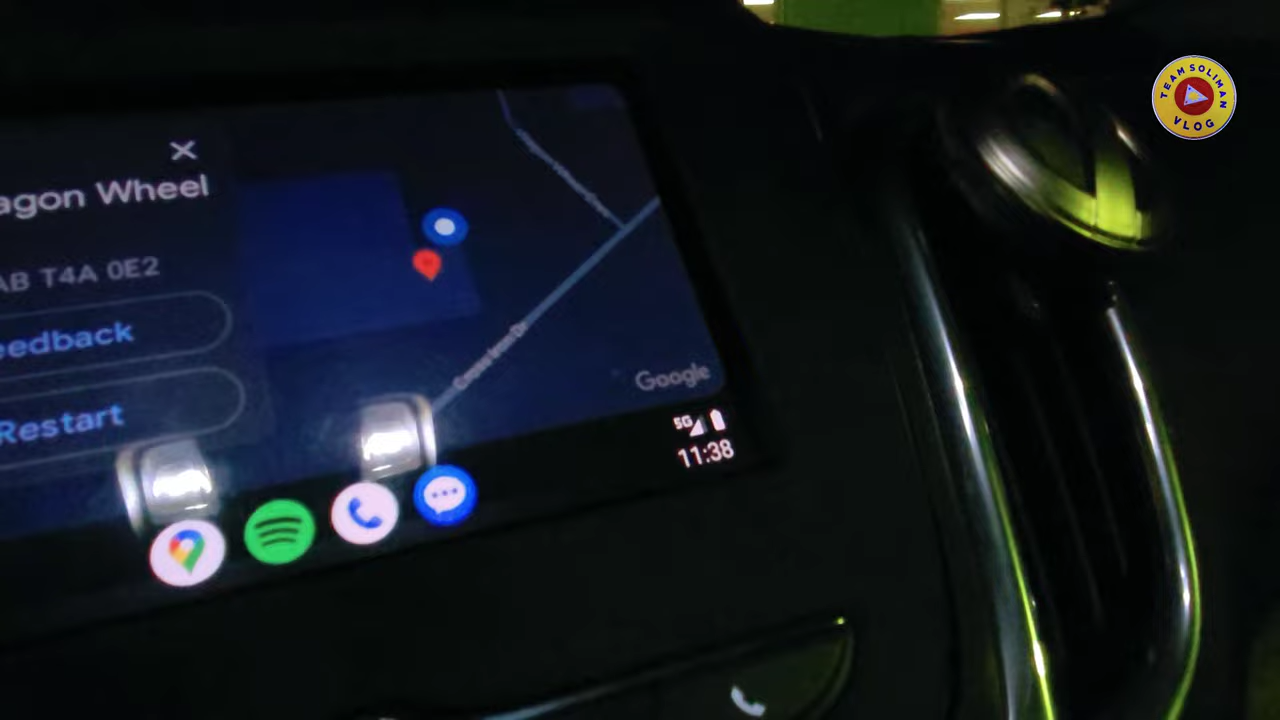 agon Wheel
AB T4A 0E2
eedback
Restart
Google
5G
11:38
TEAM SOLIMAN
VLOG